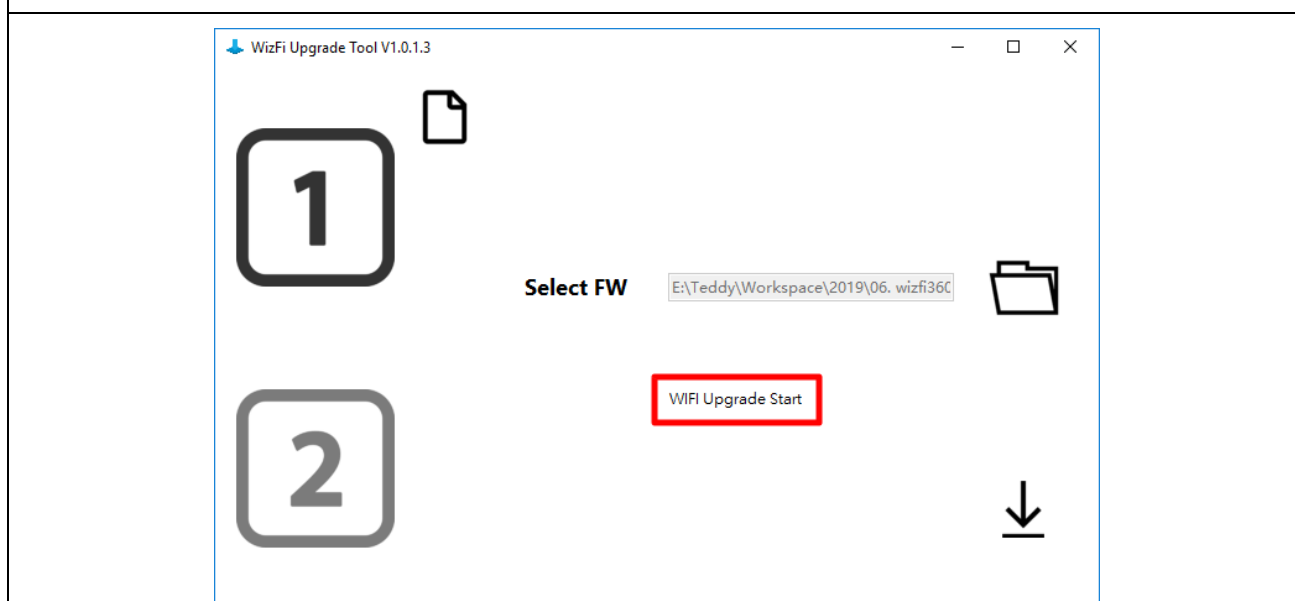 WizFi Upgrade Tool V1.0.1.3
1
Select FW
E:\Teddy\Workspace\2019\06. wizfi360
WIFI Upgrade Start
2